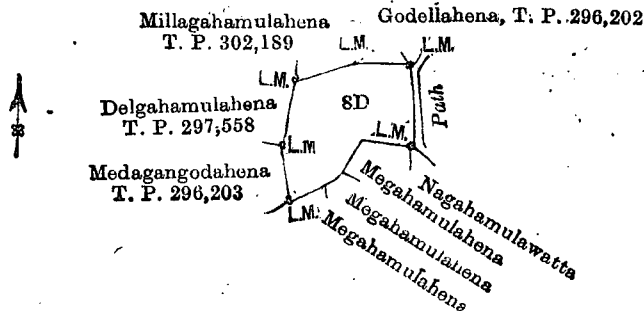 Millagahamulahena
T. P. 302,189
Godellahena, T. P. 296,202
L.M.
L.M.
L.M.
8D
Path
Delgahamulahena
T. P. 297,558
L.M
L.M.
Medagangodahena
T. P. 296,203
L.M.
Nagahamulawatta
Megahamulahena
Megahamulahena
Megahamulahena